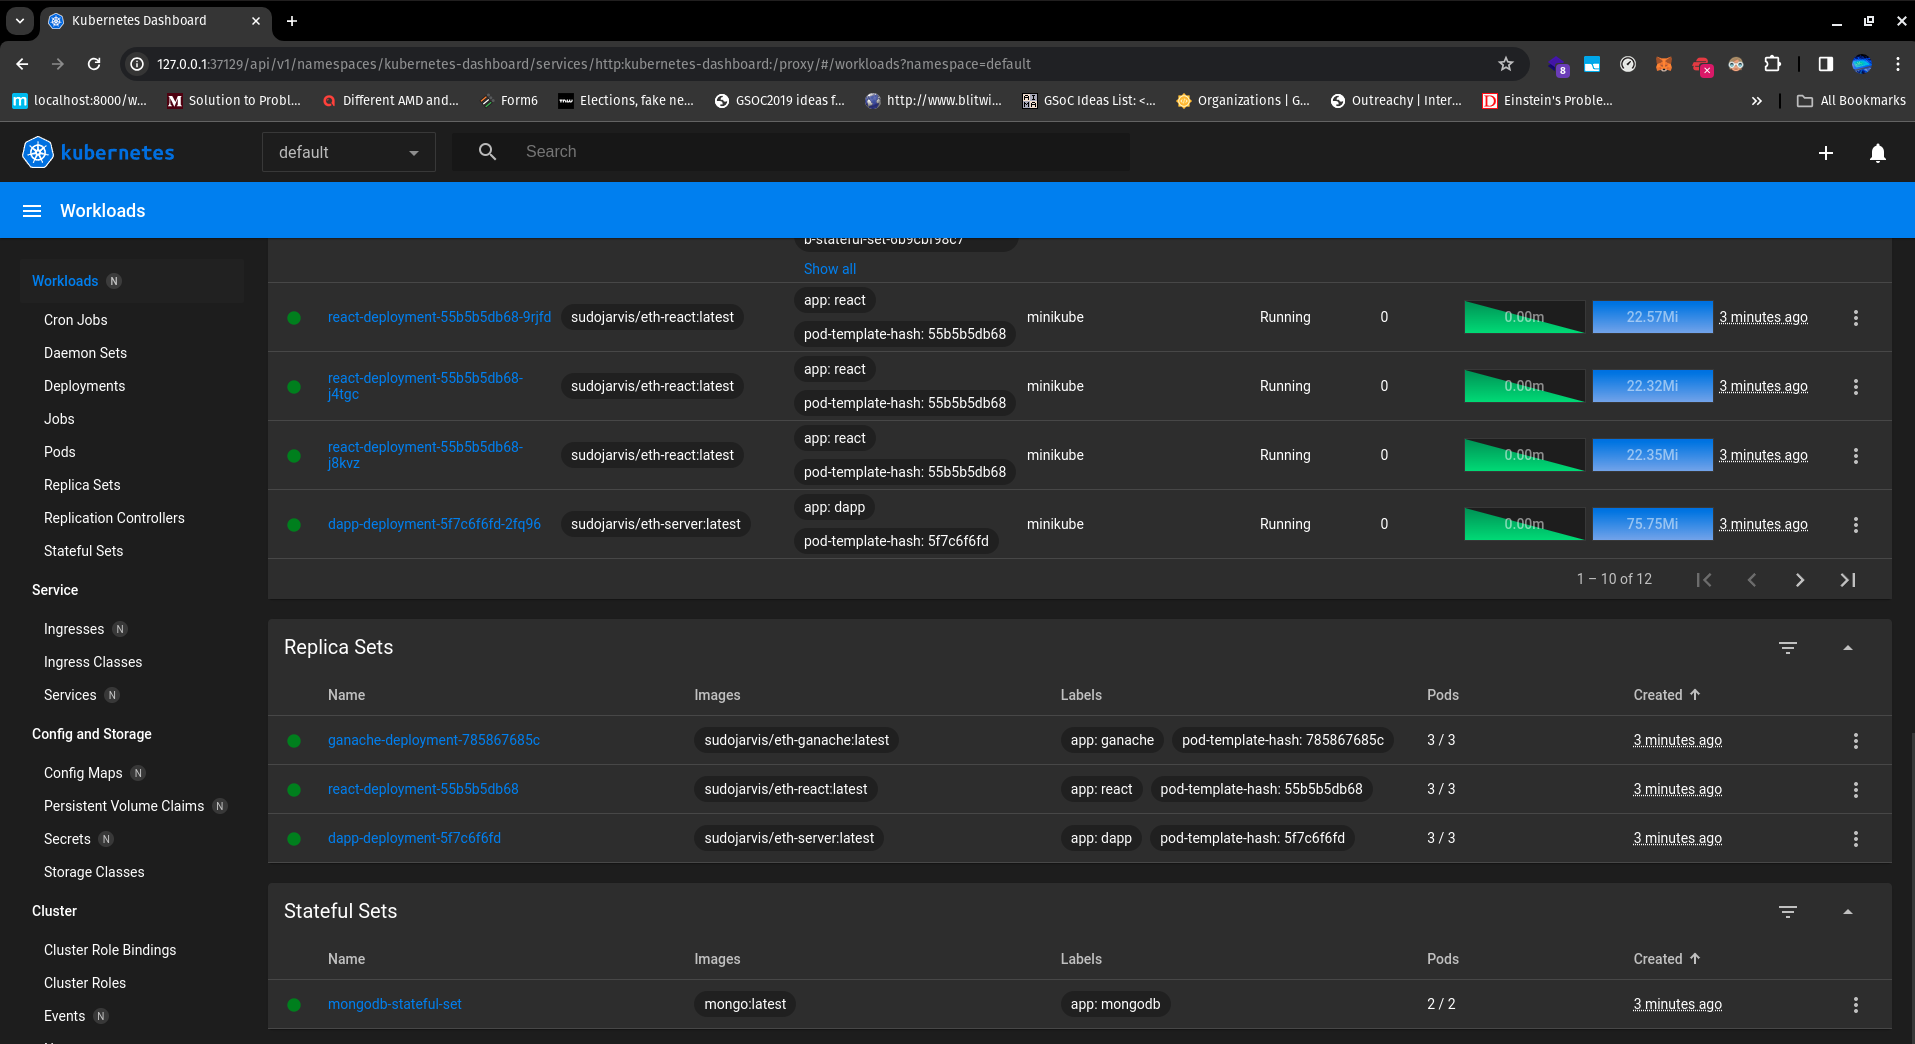 Kubernetes Dashboard
127.0.0.1:37129/api/v1/namespaces/kubernetes-dashboard/services/http:kubernetes-dashboard:/proxy/#/workloads?namespace=default
8
localhost:8000/w... Solution to Probl... Different AMD and... Form6 Elections, fake ne... GSOC2019 ideas f... http://www.blitwi... GSoC Ideas List: <... Organizations | G... Outreachy | Inter... Einstein's Proble... » All Bookmarks
kubernetes default Search
Workloads
Workloads N
Cron Jobs
Daemon Sets
Deployments
Jobs
Pods
Replica Sets
Replication Controllers
Stateful Sets
Service
Ingresses N
Ingress Classes
Services N
Config and Storage
Config Maps N
Persistent Volume Claims N
Secrets N
Storage Classes
Cluster
Cluster Role Bindings
Cluster Roles
Events N
b-stateful-set-6b9cbf98c7
Show all
react-deployment-55b5b5db68-9rjfd sudojarvis/eth-react:latest app: react minikube Running 0 0.00m 22.57Mi 3 minutes ago
pod-template-hash: 55b5b5db68
react-deployment-55b5b5db68-
j4tgc sudojarvis/eth-react:latest app: react minikube Running 0 0.00m 22.32Mi 3 minutes ago
pod-template-hash: 55b5b5db68
react-deployment-55b5b5db68-
j8kvz sudojarvis/eth-react:latest app: react minikube Running 0 0.00m 22.35Mi 3 minutes ago
pod-template-hash: 55b5b5db68
dapp-deployment-5f7c6f6fd-2fq96 sudojarvis/eth-server:latest app: dapp minikube Running 0 0.00m 75.75Mi 3 minutes ago
pod-template-hash: 5f7c6f6fd
1 – 10 of 12
Replica Sets
Name Images Labels Pods Created
ganache-deployment-785867685c sudojarvis/eth-ganache:latest app: ganache pod-template-hash: 785867685c 3 / 3 3 minutes ago
react-deployment-55b5b5db68 sudojarvis/eth-react:latest app: react pod-template-hash: 55b5b5db68 3 / 3 3 minutes ago
dapp-deployment-5f7c6f6fd sudojarvis/eth-server:latest app: dapp pod-template-hash: 5f7c6f6fd 3 / 3 3 minutes ago
Stateful Sets
Name Images Labels Pods Created
mongodb-stateful-set mongo:latest app: mongodb 2 / 2 3 minutes ago